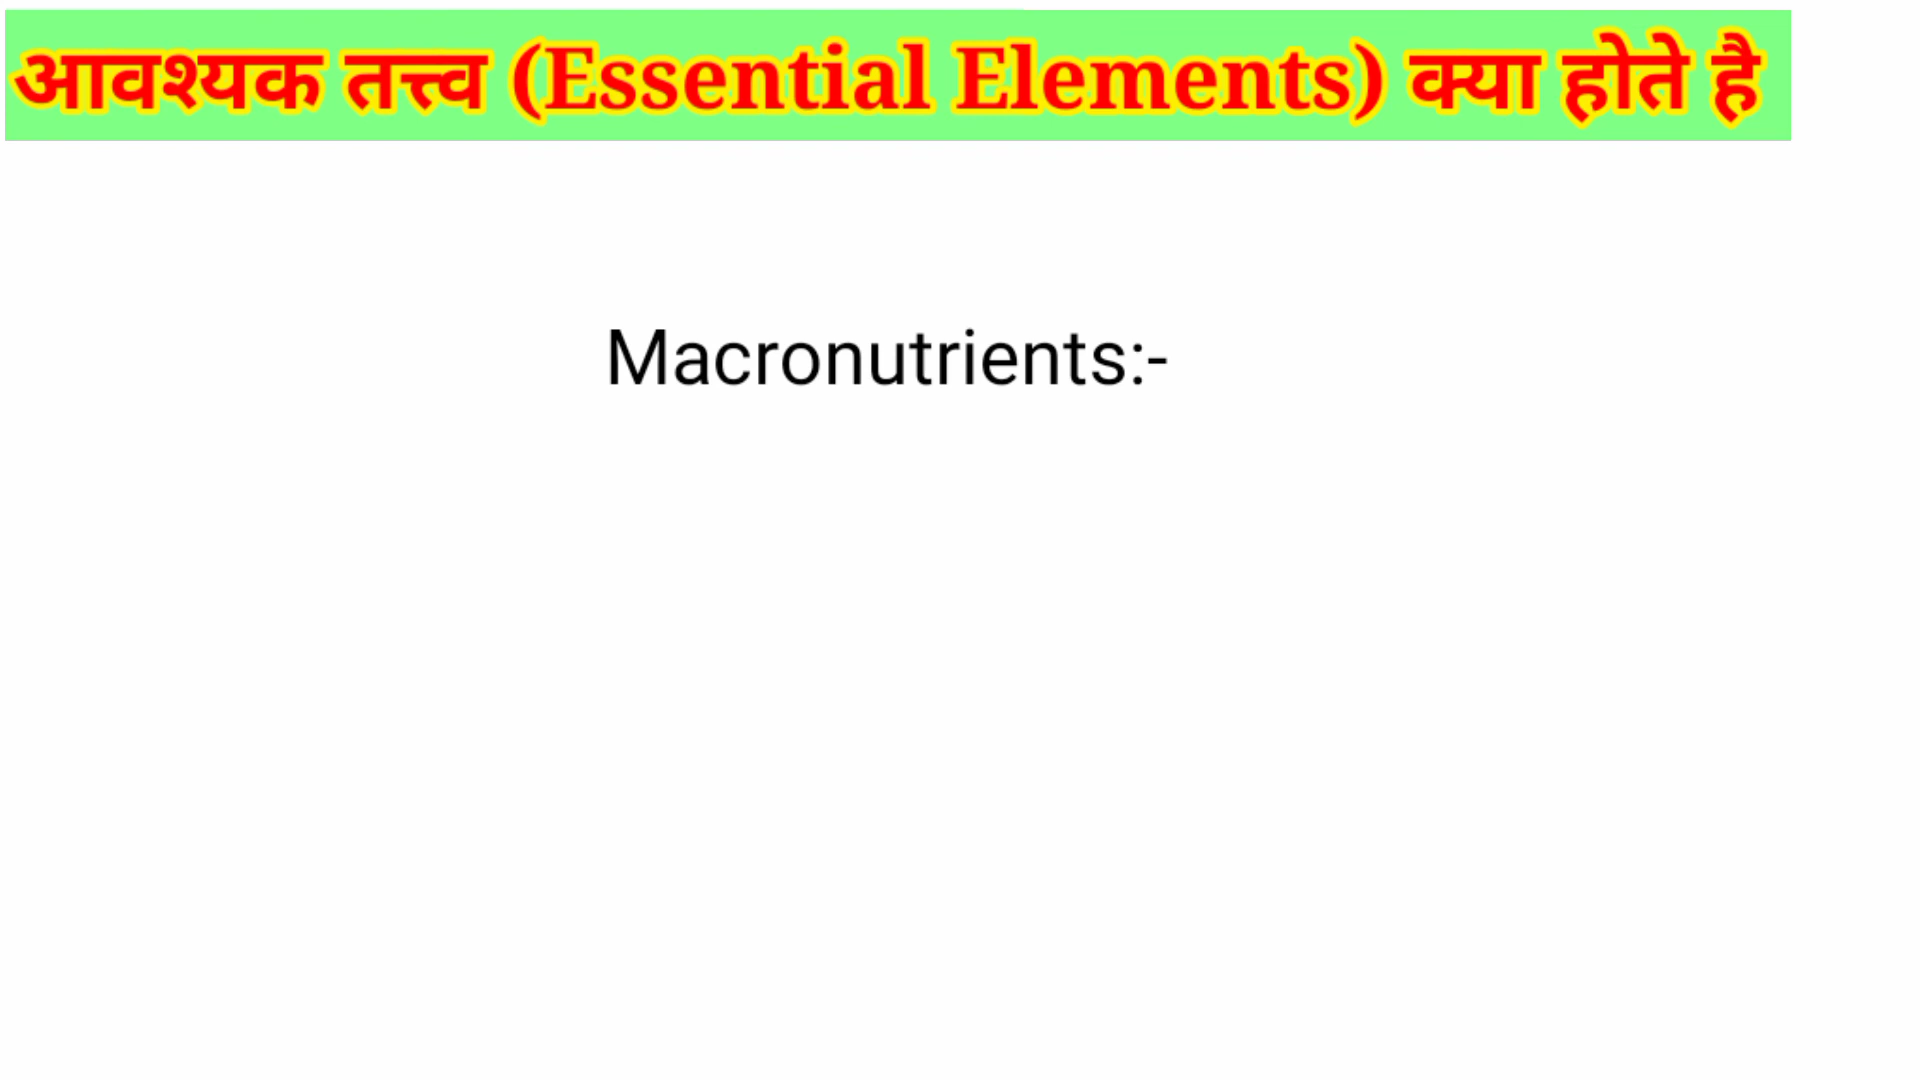 आवश्यक तत्त्व (Essential Elements) क्या होते है
Macronutrients:-